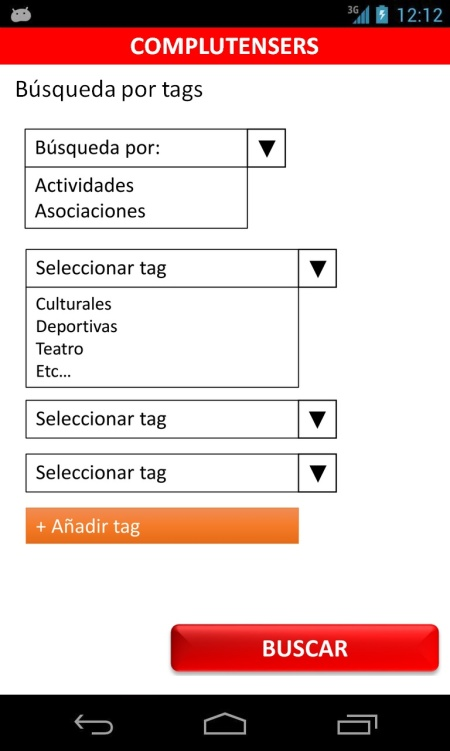 3G 12:12
COMPLUTENSERS
Búsqueda por tags
Búsqueda por:
Actividades
Asociaciones
Seleccionar tag
Culturales
Deportivas
Teatro
Etc...
Seleccionar tag
Seleccionar tag
+ Añadir tag
BUSCAR